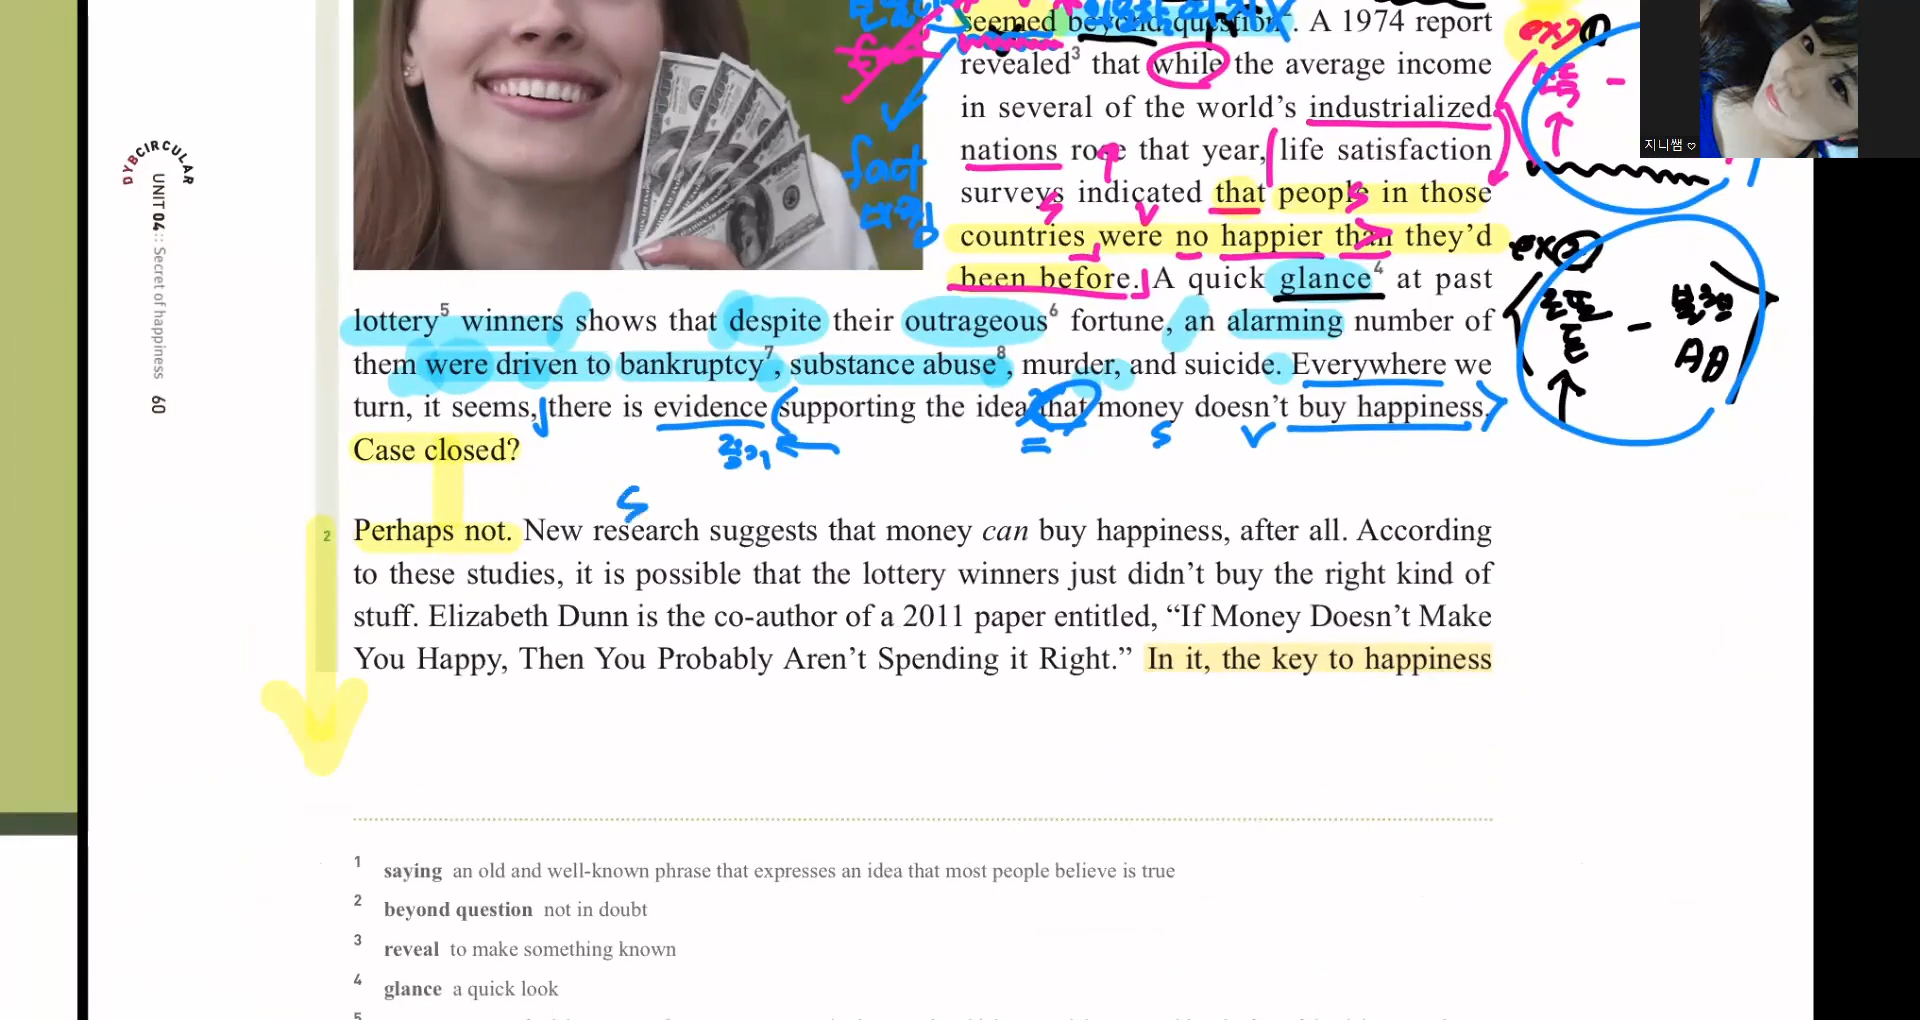 seemed beyond question². A 1974 report
revealed³ that while the average income
in several of the world's industrialized
nations rose that year, life satisfaction
surveys indicated that people in those
countries were no happier than they'd
been before. A quick glance⁴ at past
lottery⁵ winners shows that despite their outrageous⁶ fortune, an alarming number of
them were driven to bankruptcy⁷, substance abuse⁸, murder, and suicide. Everywhere we
turn, it seems, there is evidence supporting the idea that money doesn't buy happiness.
Case closed?
2 Perhaps not. New research suggests that money can buy happiness, after all. According
to these studies, it is possible that the lottery winners just didn't buy the right kind of
stuff. Elizabeth Dunn is the co-author of a 2011 paper entitled, “If Money Doesn't Make
You Happy, Then You Probably Aren't Spending it Right.” In it, the key to happiness
1 saying an old and well-known phrase that expresses an idea that most people believe is true
2 beyond question not in doubt
3 reveal to make something known
4 glance a quick look
5
DYBCIRCULAR
UNIT 04 :: Secret of happiness 60
fact
ex) ①
ex ②
돈
지니쌤 ♡
S
S
S
V
S
V